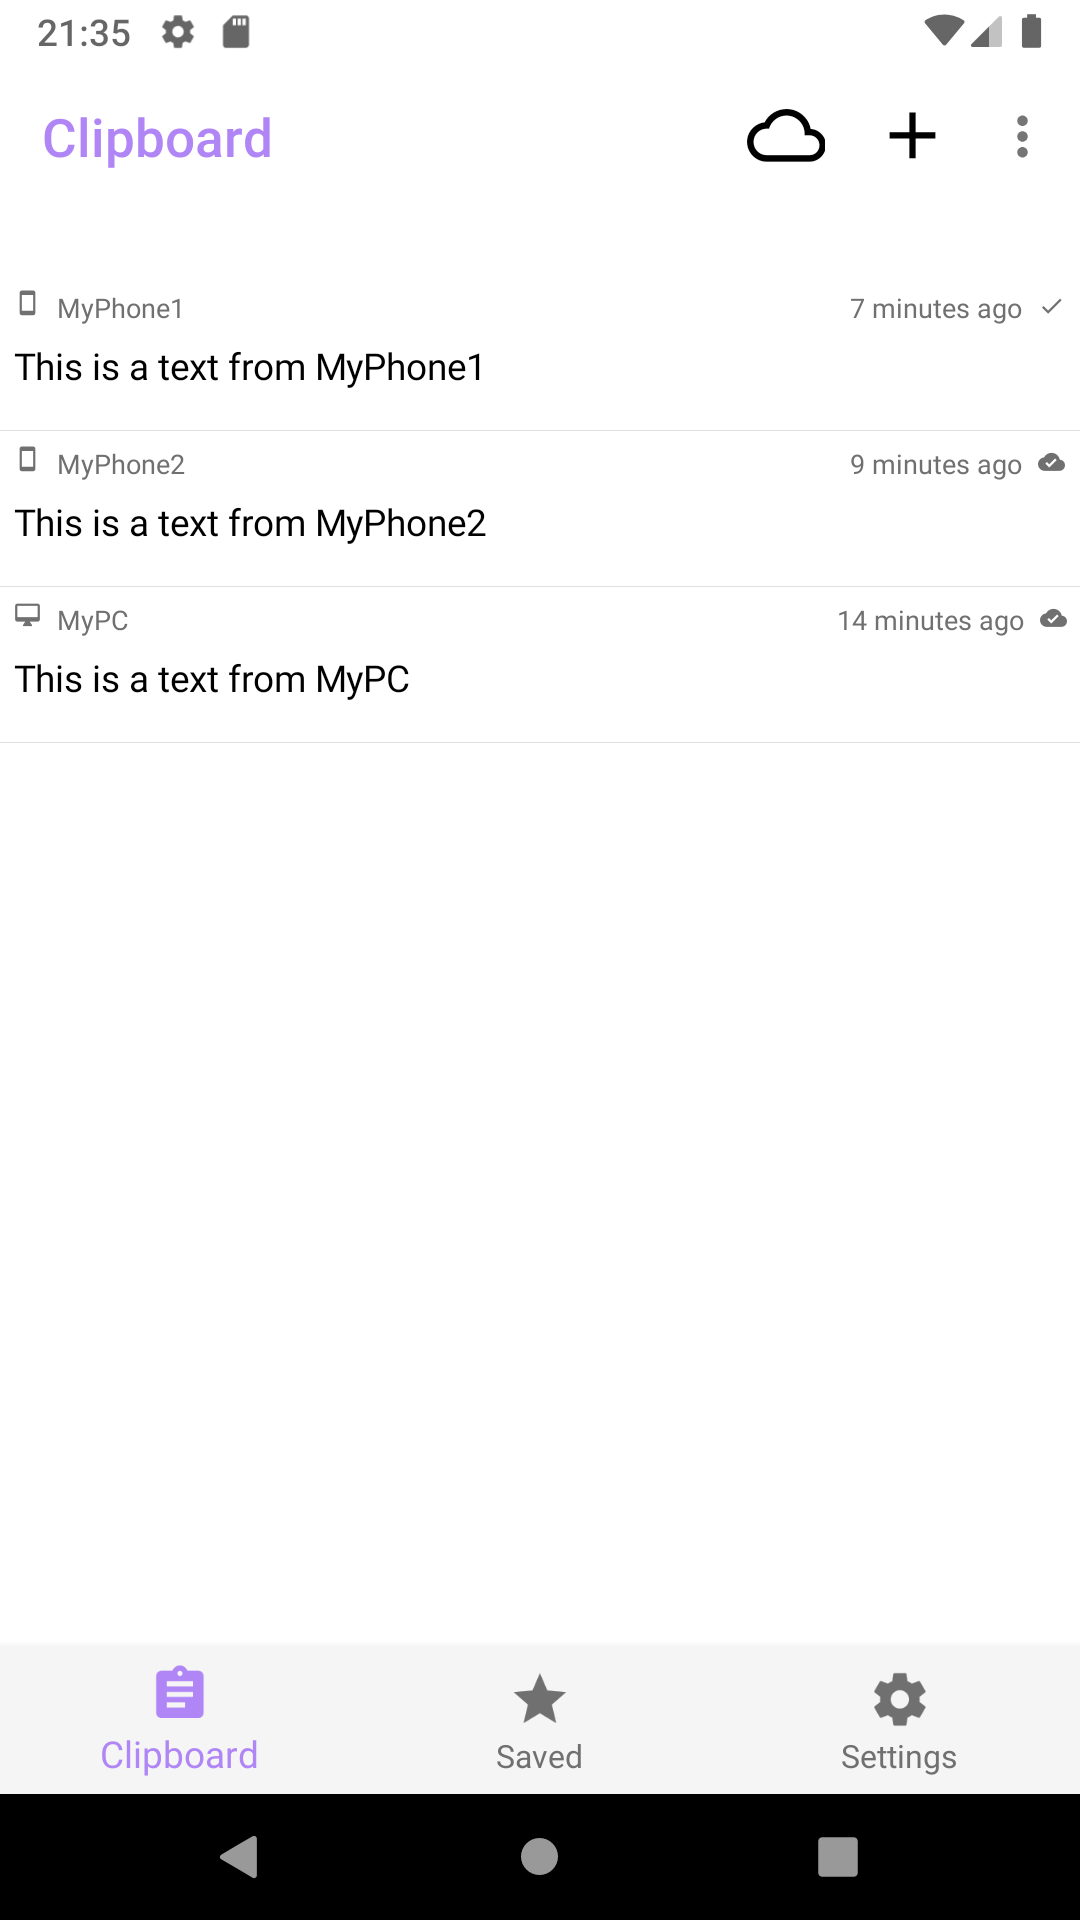 21:35
Clipboard
MyPhone1 7 minutes ago
This is a text from MyPhone1
MyPhone2 9 minutes ago
This is a text from MyPhone2
MyPC 14 minutes ago
This is a text from MyPC
Clipboard Saved Settings